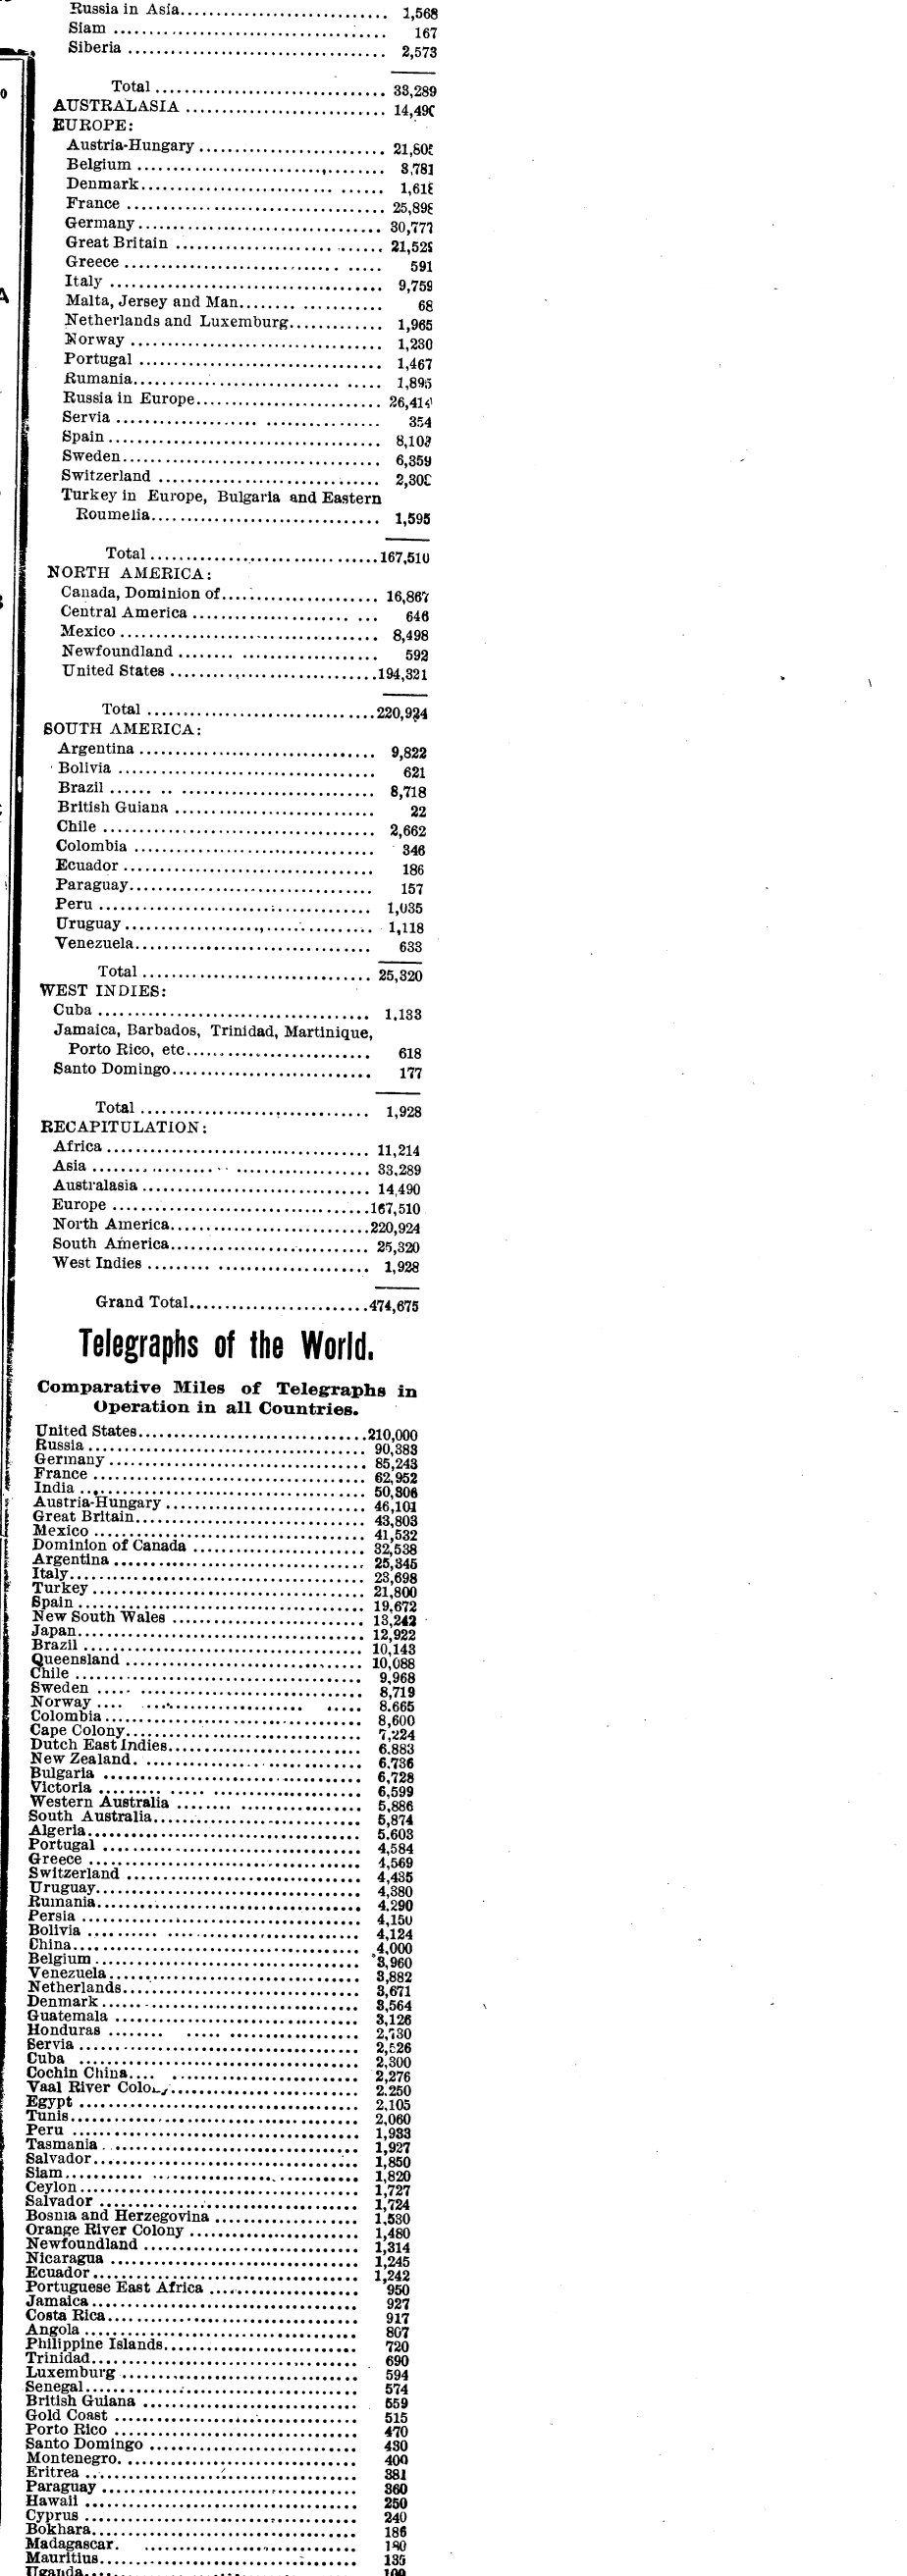 Russia in Asia 1,568
Siam 167
Siberia 2,573
Total 33,289
AUSTRALASIA 14,490
EUROPE:
Austria-Hungary 21,805
Belgium 3,781
Denmark 1,618
France 25,898
Germany 30,777
Great Britain 21,529
Greece 591
Italy 9,759
Malta, Jersey and Man 68
Netherlands and Luxemburg 1,965
Norway 1,230
Portugal 1,467
Rumania 1,895
Russia in Europe 26,414
Servia 354
Spain 8,103
Sweden 6,359
Switzerland 2,300
Turkey in Europe, Bulgaria and Eastern
Roumelia 1,595
Total 167,510
NORTH AMERICA:
Canada, Dominion of 16,867
Central America 646
Mexico 8,498
Newfoundland 592
United States 194,321
Total 220,924
SOUTH AMERICA:
Argentina 9,822
Bolivia 621
Brazil 8,718
British Guiana 22
Chile 2,662
Colombia 346
Ecuador 186
Paraguay 157
Peru 1,035
Uruguay 1,118
Venezuela 633
Total 25,320
WEST INDIES:
Cuba 1,133
Jamaica, Barbados, Trinidad, Martinique,
Porto Rico, etc 618
Santo Domingo 177
Total 1,928
RECAPITULATION:
Africa 11,214
Asia 33,289
Australasia 14,490
Europe 167,510
North America 220,924
South America 25,320
West Indies 1,928
Grand Total 474,675
Telegraphs of the World.
Comparative Miles of Telegraphs in
Operation in all Countries.
United States 210,000
Russia 90,383
Germany 85,243
France 62,952
India 50,806
Austria-Hungary 46,101
Great Britain 43,803
Mexico 41,532
Dominion of Canada 32,538
Argentina 25,345
Italy 23,698
Turkey 21,800
Spain 19,672
New South Wales 13,242
Japan 12,922
Brazil 10,143
Queensland 10,088
Chile 9,968
Sweden 8,719
Norway 8,665
Colombia 8,600
Cape Colony 7,224
Dutch East Indies 6,883
New Zealand 6,736
Bulgaria 6,728
Victoria 6,599
Western Australia 5,886
South Australia 5,874
Algeria 5,603
Portugal 4,584
Greece 4,569
Switzerland 4,435
Uruguay 4,380
Rumania 4,290
Persia 4,150
Bolivia 4,124
China 4,000
Belgium 3,960
Venezuela 3,882
Netherlands 3,671
Denmark 3,564
Guatemala 3,126
Honduras 2,730
Servia
Cuba 2,300
Cochin China 2,276
Vaal River Colony 2,250
Egypt 2,105
Tunis 2,060
Peru 1,933
Tasmania 1,927
Salvador 1,850
Siam 1,820
Ceylon 1,727
Salvador 1,724
Bosnia and Herzegovina 1,530
Orange River Colony 1,480
Newfoundland 1,314
Nicaragua 1,245
Ecuador 1,242
Portuguese East Africa 950
Jamaica 927
Costa Rica 917
Angola 807
Philippine Islands 720
Trinidad 690
Luxemburg 594
Senegal 574
British Guiana 559
Gold Coast 515
Porto Rico 470
Santo Domingo 430
Montenegro 400
Eritrea 381
Paraguay 360
Hawaii 250
Cyprus 240
Bokhara 186
Madagascar
Mauritius 135
Uganda